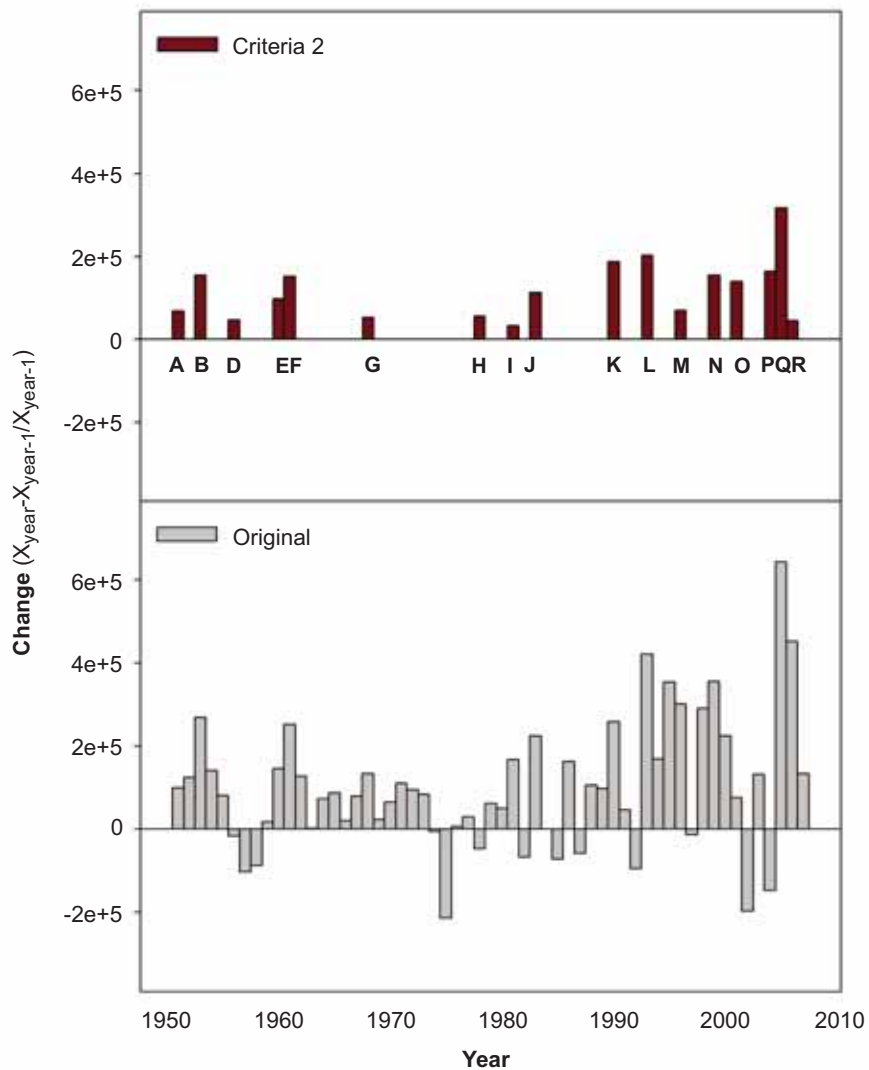 Criteria 2
6e+5
4e+5
2e+5
0
A B D EF G H I J K L M N O PQR
-2e+5
Change (Xyear-Xyear-1/Xyear-1)
Original
6e+5
4e+5
2e+5
0
-2e+5
1950 1960 1970 1980 1990 2000 2010
Year